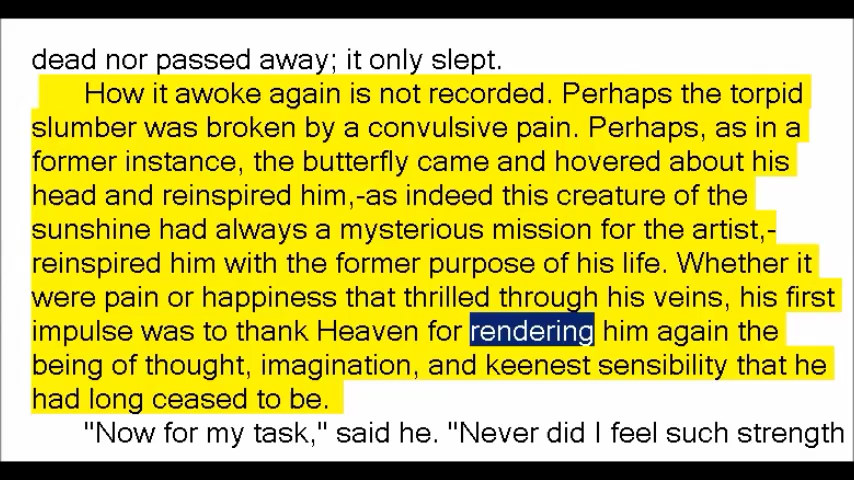 dead nor passed away; it only slept.
How it awoke again is not recorded. Perhaps the torpid
slumber was broken by a convulsive pain. Perhaps, as in a
former instance, the butterfly came and hovered about his
head and reinspired him,-as indeed this creature of the
sunshine had always a mysterious mission for the artist,-
reinspired him with the former purpose of his life. Whether it
were pain or happiness that thrilled through his veins, his first
impulse was to thank Heaven for rendering him again the
being of thought, imagination, and keenest sensibility that he
had long ceased to be.
"Now for my task," said he. "Never did I feel such strength